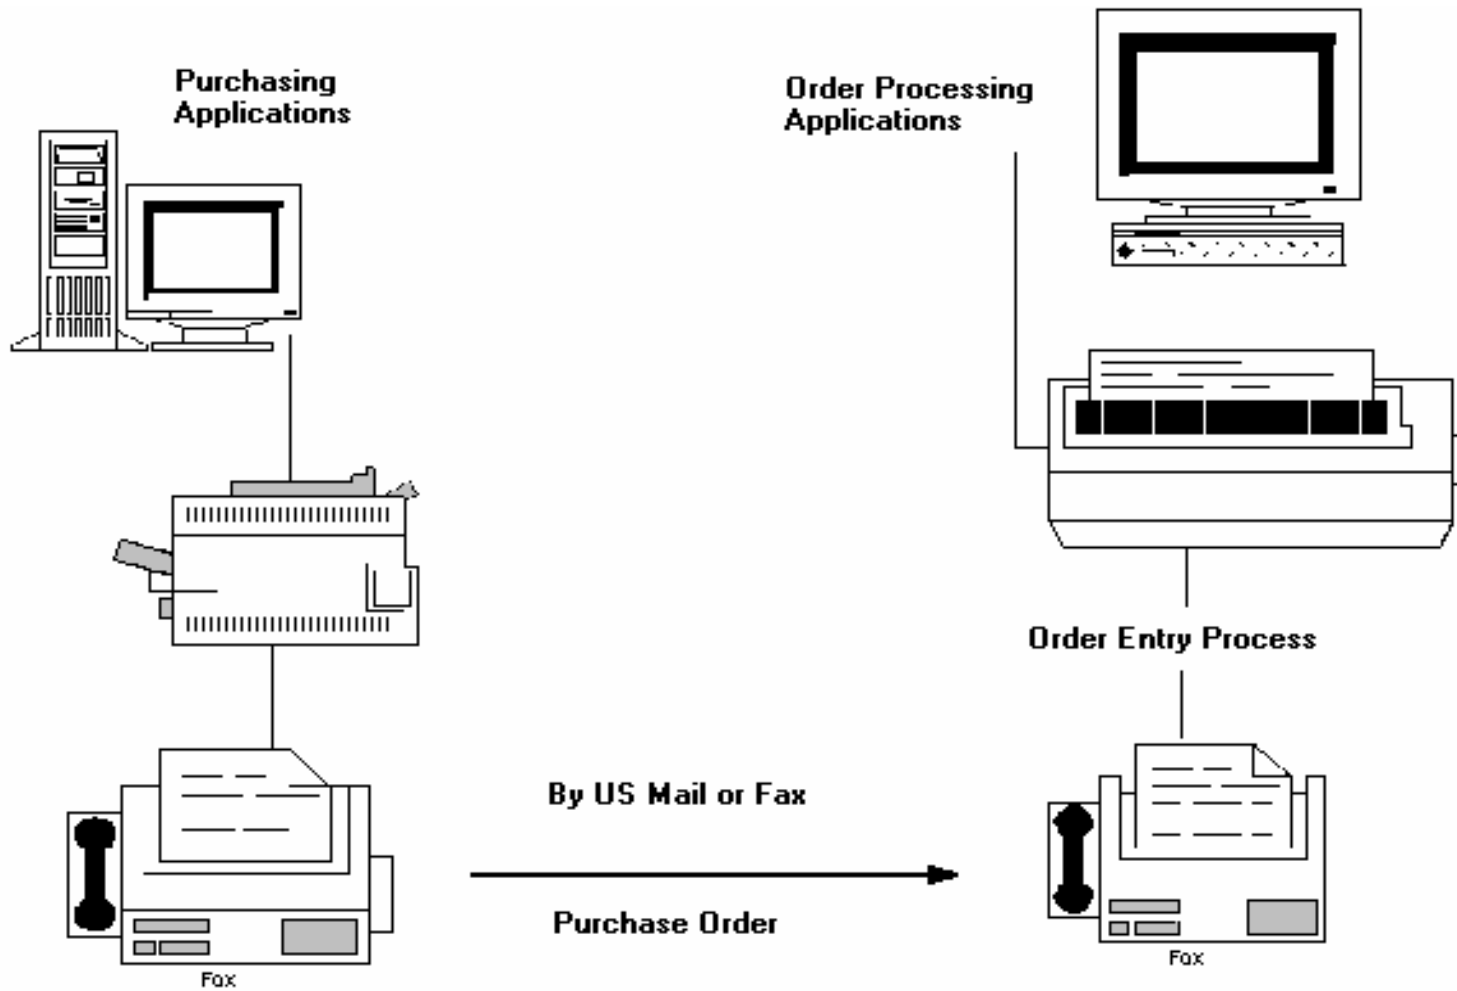 Purchasing
Applications
Order Processing
Applications
Order Entry Process
By US Mail or Fax
Purchase Order
Fax
Fax